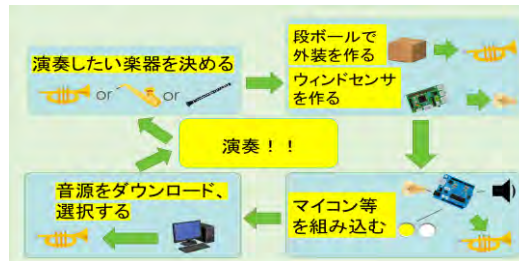 演奏したい楽器を決める
or
or
段ボールで
外装を作る
ウィンドセンサ
を作る
マイコン等
を組み込む
音源をダウンロード、
選択する
演奏！！